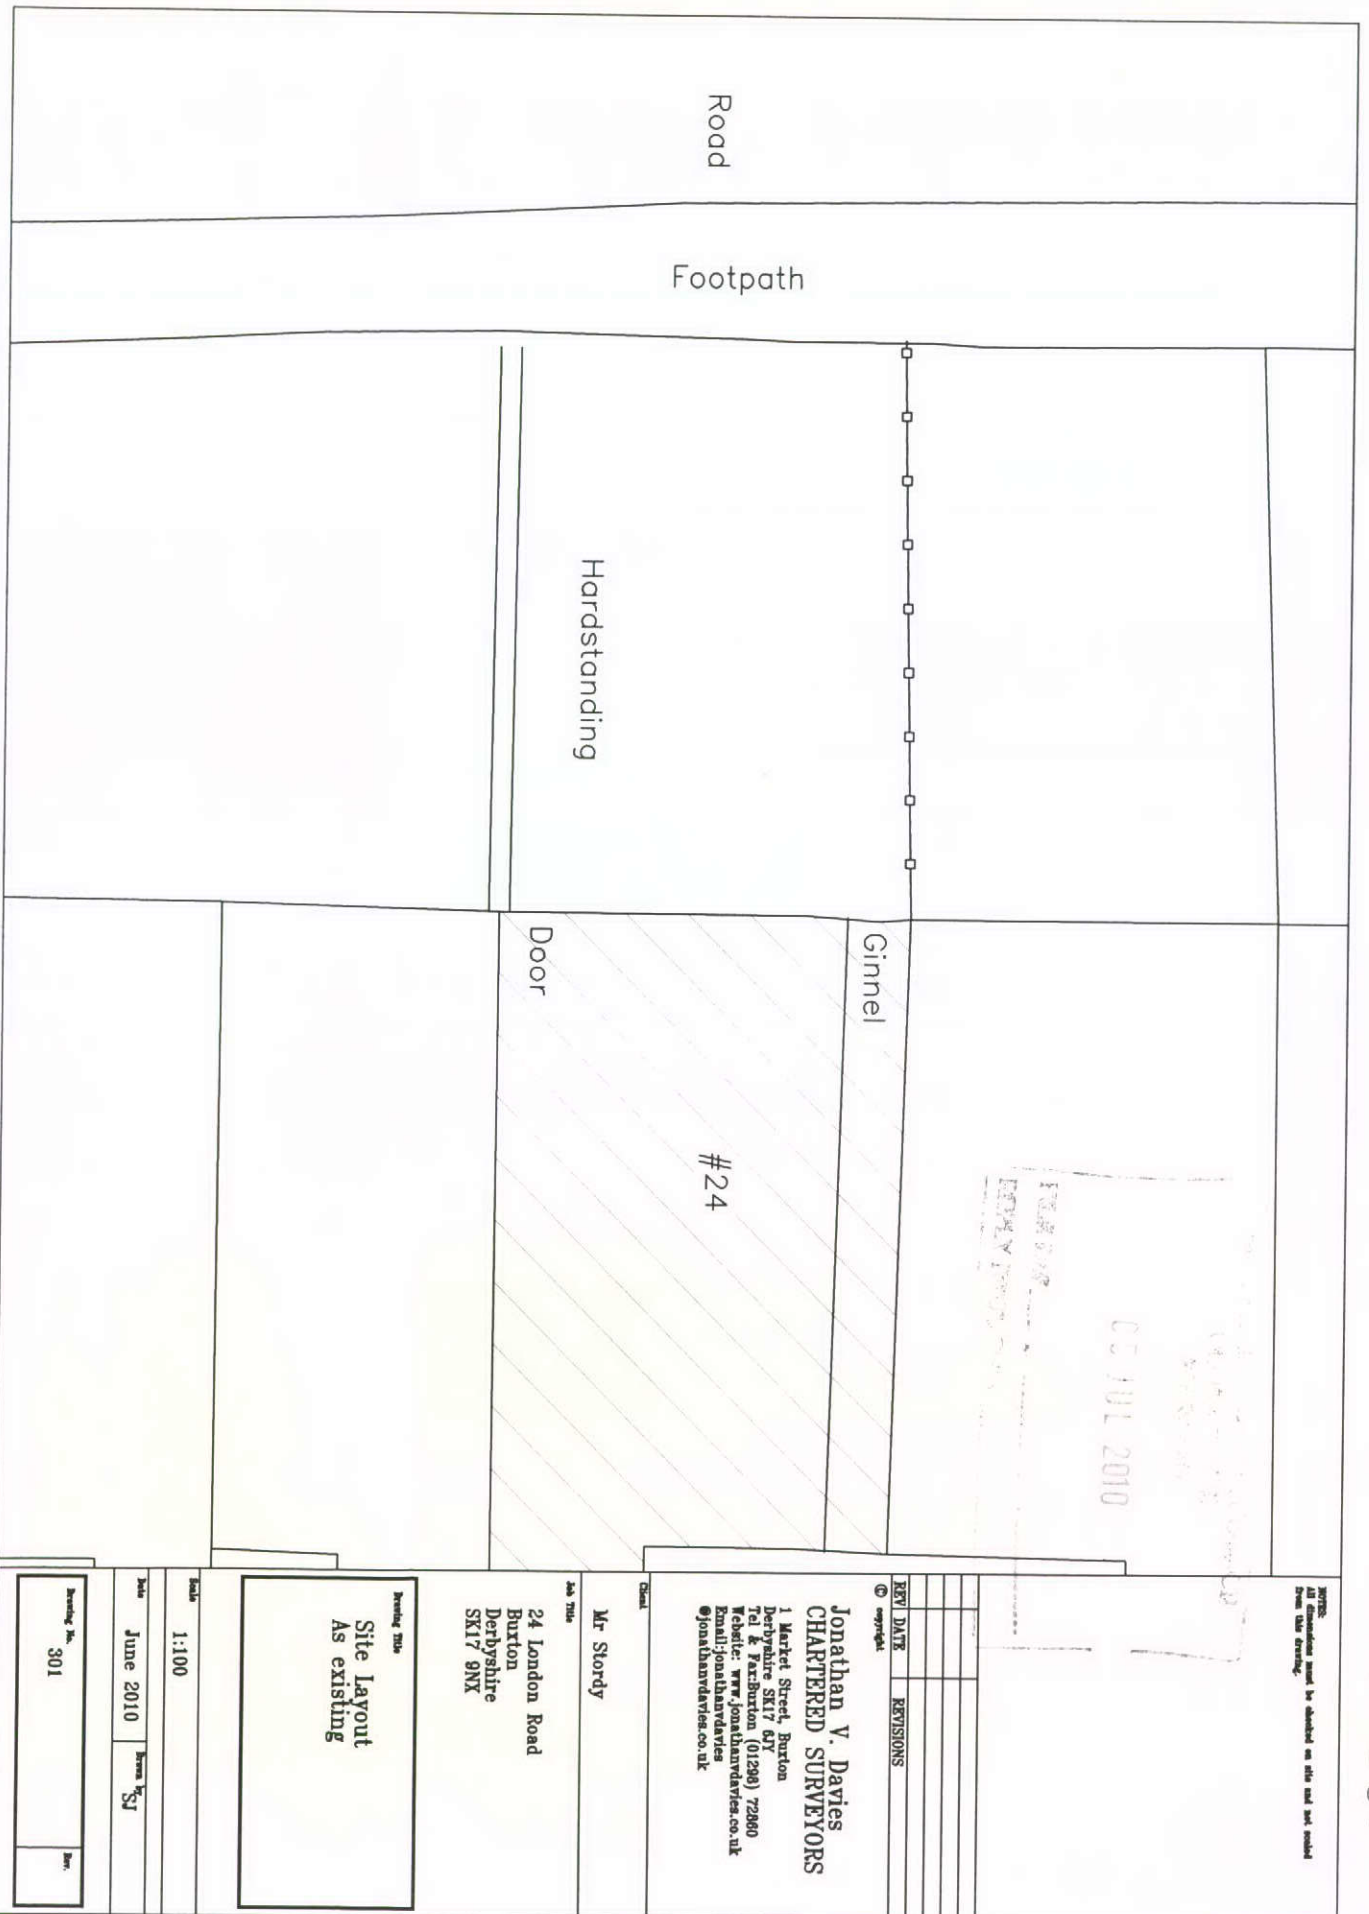 Road
Footpath
Hardstanding
Ginnel
Door
#24
05 JUL 2010
NOTES:
All dimensions must be checked on site and not scaled
from this drawing.
REV DATE REVISIONS
© copyright
Jonathan V. Davies
CHARTERED SURVEYORS
1 Market Street, Buxton
Derbyshire SK17 6JY
Tel & Fax:Buxton (01298) 72860
Website: www.jonathanvdavies.co.uk
Email:jonathanvdavies
@jonathanvdavies.co.uk
Client
Mr Stordy
Job Title
24 London Road
Buxton
Derbyshire
SK17 9NX
Drawing Title
Site Layout
As existing
Scale
1:100
Date
June 2010
Drawn by
SJ
Drawing No.
301
Rev.